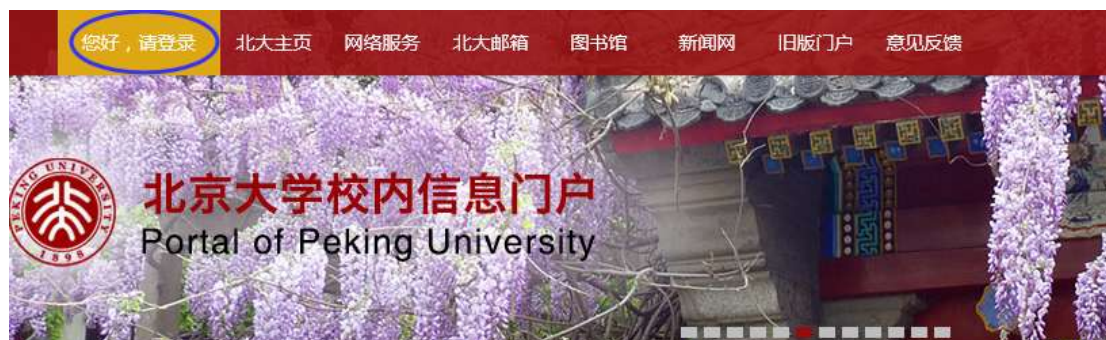 您好，请登录 北大主页 网络服务 北大邮箱 图书馆 新闻网 旧版门户 意见反馈
北京大学校内信息门户
Portal of Peking University
PEKING UNIVERSITY
1898